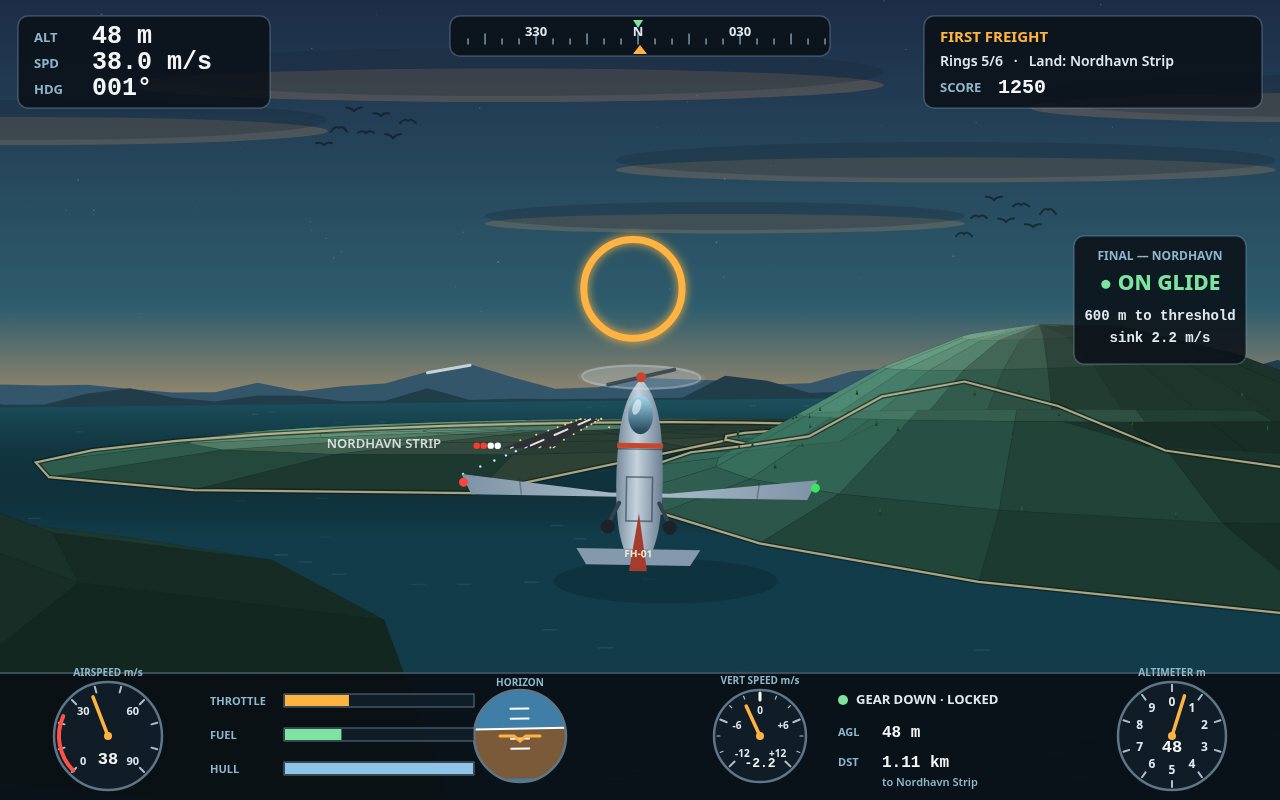 ALT 48 m
SPD 38.0 m/s
HDG 001°
330 N 030
FIRST FREIGHT
Rings 5/6 · Land: Nordhavn Strip
SCORE 1250
FINAL — NORDHAVN
● ON GLIDE
600 m to threshold
sink 2.2 m/s
NORDHAVN STRIP
FH-01
AIRSPEED m/s
0 30 60 90
38
THROTTLE
FUEL
HULL
HORIZON
VERT SPEED m/s
-12 -6 0 +6 +12
-2.2
GEAR DOWN · LOCKED
AGL 48 m
DST 1.11 km
to Nordhavn Strip
ALTIMETER m
0 1 2 3 4 5 6 7 8 9
48